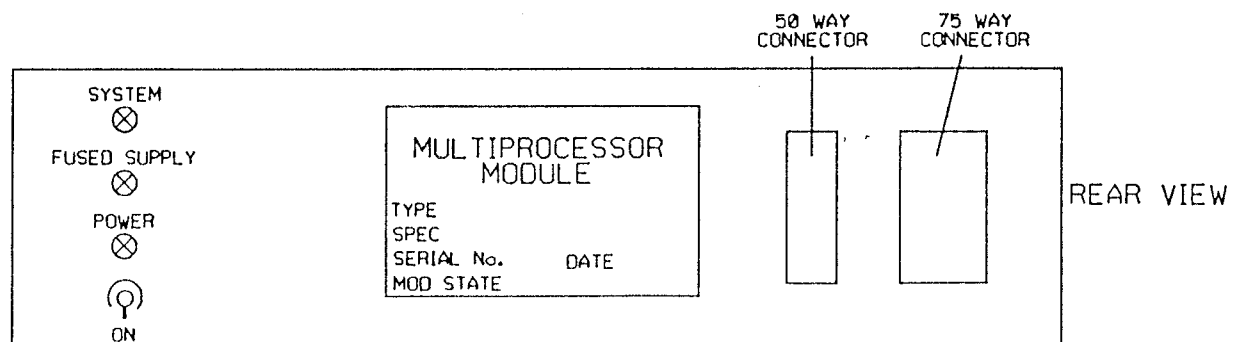 50 WAY
CONNECTOR
75 WAY
CONNECTOR
SYSTEM
FUSED SUPPLY
POWER
ON
MULTIPROCESSOR
MODULE
TYPE
SPEC
SERIAL No. DATE
MOD STATE
REAR VIEW